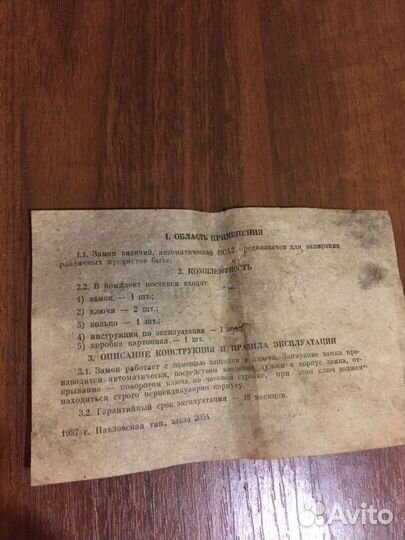 1. ОБЛАСТЬ ПРИМЕНЕНИЯ
1.1. Замок висячий, автоматический предназначен для запирания
различных предметов быта.
2. КОМПЛЕКТНОСТЬ
2.2. В комплект поставки входят:
1) замок — 1 шт.;
2) ключи — 2 шт.;
3) кольцо — 1 шт.;
4) инструкция по эксплуатации — 1
5) коробка картонная — 1 шт.
3. ОПИСАНИЕ КОНСТРУКЦИИ И ПРАВИЛА ЭКСПЛУАТАЦИИ
3.1. Замок работает с помощью защелки и ключа. Запирание замка про-
изводится автоматически, посредством введения дужки в корпус замка, от-
крывание — поворотом ключа по часовой стрелке, при этом ключ должен
находиться строго перпендикулярно корпусу.
3.2. Гарантийный срок эксплуатации — 18 месяцев.
1987 г. Павловская тип., заказ 2054
Avito